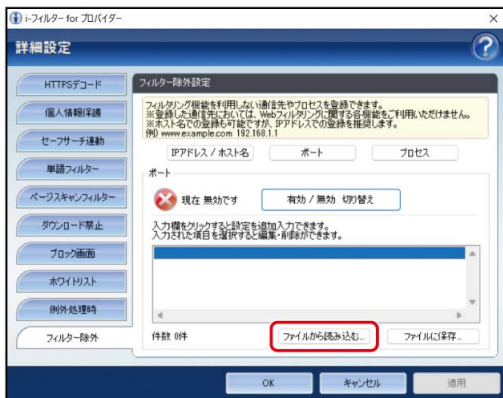 i-フィルター for プロバイダー
詳細設定
HTTPSデコード
個人情報保護
セーフサーチ連動
単語フィルター
ページスキャンフィルター
ダウンロード禁止
ブロック画面
ホワイトリスト
例外処理時
フィルター除外
フィルター除外設定
フィルタリング機能を利用しない通信先やプロセスを登録できます。
※登録した通信先においては、Webフィルタリングに関する各機能をご利用いただけません。
※ホスト名での登録も可能ですが、IPアドレスでの登録を推奨します。
例) www.example.com 192.168.1.1
IPアドレス / ホスト名
ポート
プロセス
ポート
現在 無効です
有効 / 無効 切り替え
入力欄をクリックすると設定を追加入力できます。
入力された項目を選択すると編集・削除ができます。
件数 0件
ファイルから読み込む...
ファイルに保存...
OK
キャンセル
適用